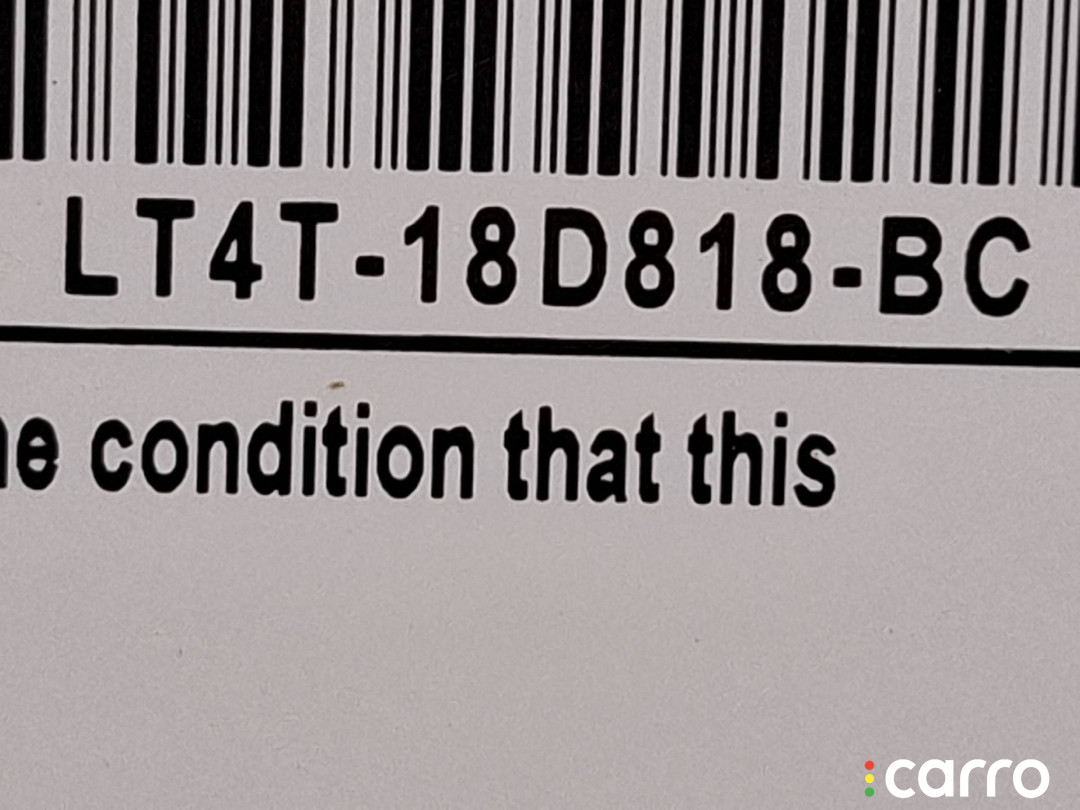 LT4T-18D818-BC
condition that this
carro